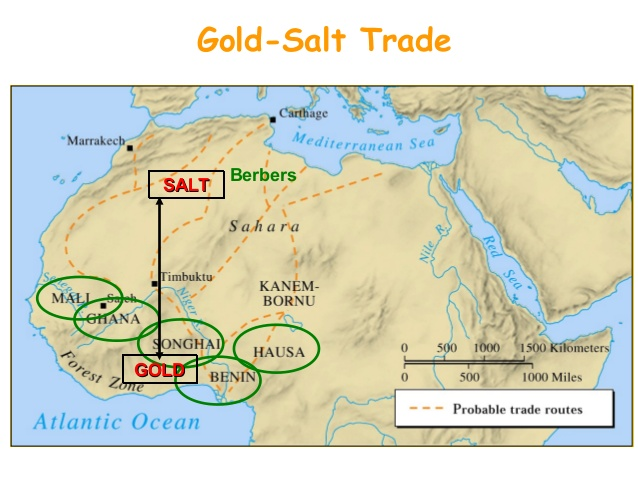 Gold-Salt Trade
Carthage
Marrakech
Mediterranean Sea
SALT
Berbers
Sahara
Nile R.
Red Sea
Timbuktu
Senegal
Niger R.
KANEM-
BORNU
MALI
Saleh
GHANA
SONGHAI
HAUSA
GOLD
BENIN
Forest Zone
0 500 1000 1500 Kilometers
0 500 1000 Miles
Probable trade routes
Atlantic Ocean